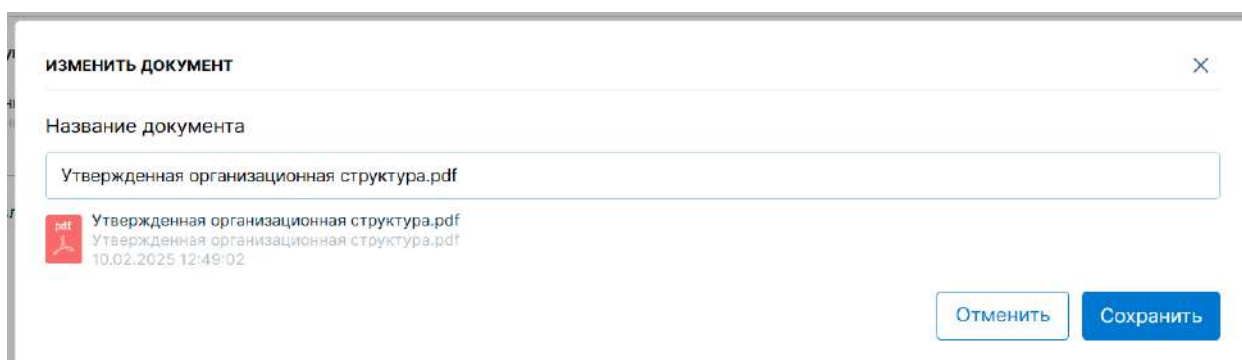 ИЗМЕНИТЬ ДОКУМЕНТ
Название документа
Утвержденная организационная структура.pdf
pdf
Утвержденная организационная структура.pdf
Утвержденная организационная структура.pdf
10.02.2025 12:49:02
Отменить
Сохранить